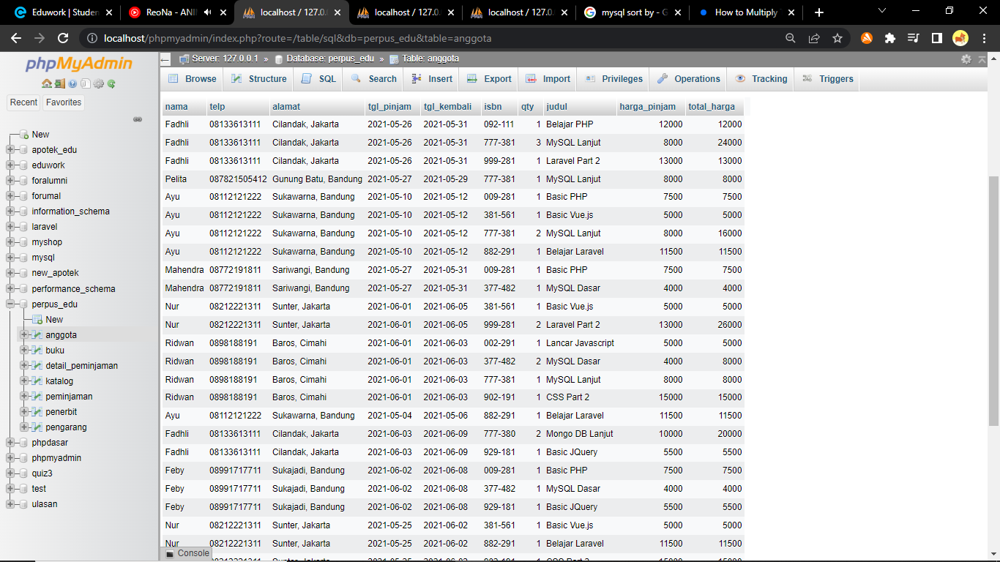 Eduwork | Studen
ReoNa - ANI
localhost / 127.0.
localhost / 127.0.
localhost / 127.0.
mysql sort by - G
How to Multiply
localhost/phpmyadmin/index.php?route=/table/sql&db=perpus_edu&table=anggota
phpMyAdmin
Recent Favorites
New
apotek_edu
eduwork
foralumni
forumal
information_schema
laravel
myshop
mysql
new_apotek
performance_schema
perpus_edu
New
anggota
buku
detail_peminjaman
katalog
peminjaman
penerbit
pengarang
phpdasar
phpmyadmin
quiz3
test
ulasan
Server: 127.0.0.1 » Database: perpus_edu » Table: anggota
Browse Structure SQL Search Insert Export Import Privileges Operations Tracking Triggers
nama telp alamat tgl_pinjam tgl_kembali isbn qty judul harga_pinjam total_harga
Fadhli 08133613111 Cilandak, Jakarta 2021-05-26 2021-05-31 092-111 1 Belajar PHP 12000 12000
Fadhli 08133613111 Cilandak, Jakarta 2021-05-26 2021-05-31 777-381 3 MySQL Lanjut 8000 24000
Fadhli 08133613111 Cilandak, Jakarta 2021-05-26 2021-05-31 999-281 1 Laravel Part 2 13000 13000
Pelita 087821505412 Gunung Batu, Bandung 2021-05-27 2021-05-29 777-381 1 MySQL Lanjut 8000 8000
Ayu 08112121222 Sukawarna, Bandung 2021-05-10 2021-05-12 009-281 1 Basic PHP 7500 7500
Ayu 08112121222 Sukawarna, Bandung 2021-05-10 2021-05-12 381-561 1 Basic Vue.js 5000 5000
Ayu 08112121222 Sukawarna, Bandung 2021-05-10 2021-05-12 777-381 2 MySQL Lanjut 8000 16000
Ayu 08112121222 Sukawarna, Bandung 2021-05-10 2021-05-12 882-291 1 Belajar Laravel 11500 11500
Mahendra 08772191811 Sariwangi, Bandung 2021-05-27 2021-05-31 009-281 1 Basic PHP 7500 7500
Mahendra 08772191811 Sariwangi, Bandung 2021-05-27 2021-05-31 377-482 1 MySQL Dasar 4000 4000
Nur 08212221311 Sunter, Jakarta 2021-06-01 2021-06-05 381-561 1 Basic Vue.js 5000 5000
Nur 08212221311 Sunter, Jakarta 2021-06-01 2021-06-05 999-281 2 Laravel Part 2 13000 26000
Ridwan 0898188191 Baros, Cimahi 2021-06-01 2021-06-03 002-291 1 Lancar Javascript 5000 5000
Ridwan 0898188191 Baros, Cimahi 2021-06-01 2021-06-03 377-482 2 MySQL Dasar 4000 8000
Ridwan 0898188191 Baros, Cimahi 2021-06-01 2021-06-03 777-381 1 MySQL Lanjut 8000 8000
Ridwan 0898188191 Baros, Cimahi 2021-06-01 2021-06-03 902-191 1 CSS Part 2 15000 15000
Ayu 08112121222 Sukawarna, Bandung 2021-05-04 2021-05-06 882-291 1 Belajar Laravel 11500 11500
Fadhli 08133613111 Cilandak, Jakarta 2021-06-03 2021-06-09 777-380 2 Mongo DB Lanjut 10000 20000
Fadhli 08133613111 Cilandak, Jakarta 2021-06-03 2021-06-09 929-181 1 Basic JQuery 5500 5500
Feby 08991717711 Sukajadi, Bandung 2021-06-02 2021-06-08 009-281 1 Basic PHP 7500 7500
Feby 08991717711 Sukajadi, Bandung 2021-06-02 2021-06-08 377-482 1 MySQL Dasar 4000 4000
Feby 08991717711 Sukajadi, Bandung 2021-06-02 2021-06-08 929-181 1 Basic JQuery 5500 5500
Nur 08212221311 Sunter, Jakarta 2021-05-25 2021-06-02 381-561 1 Basic Vue.js 5000 5000
Nur 08212221311 Sunter, Jakarta 2021-05-25 2021-06-02 882-291 1 Belajar Laravel 11500 11500
Console